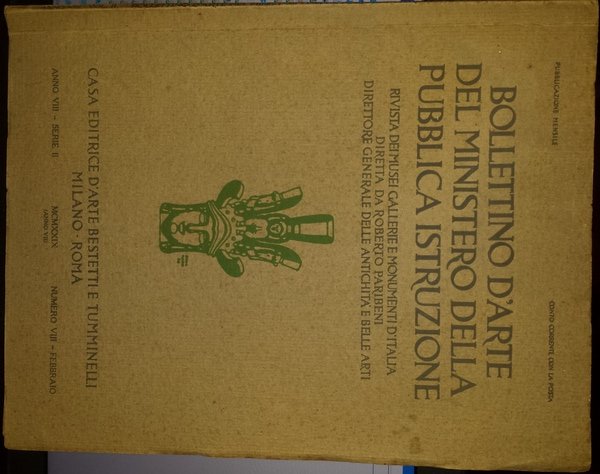 PUBBLICAZIONE MENSILE
CONTO CORRENTE CON LA POSTA
BOLLETTINO D'ARTE
DEL MINISTERO DELLA
PUBBLICA ISTRUZIONE
RIVISTA DEI MUSEI GALLERIE E MONUMENTI D'ITALIA
DIRETTA DA ROBERTO PARIBENI
DIRETTORE GENERALE DELLE ANTICHITÀ E BELLE ARTI
CASA EDITRICE D'ARTE BESTETTI E TUMMINELLI
MILANO - ROMA
ANNO VIII - SERIE II
MCMXXIX
NUMERO VIII - FEBBRAIO
(ANNO VII)